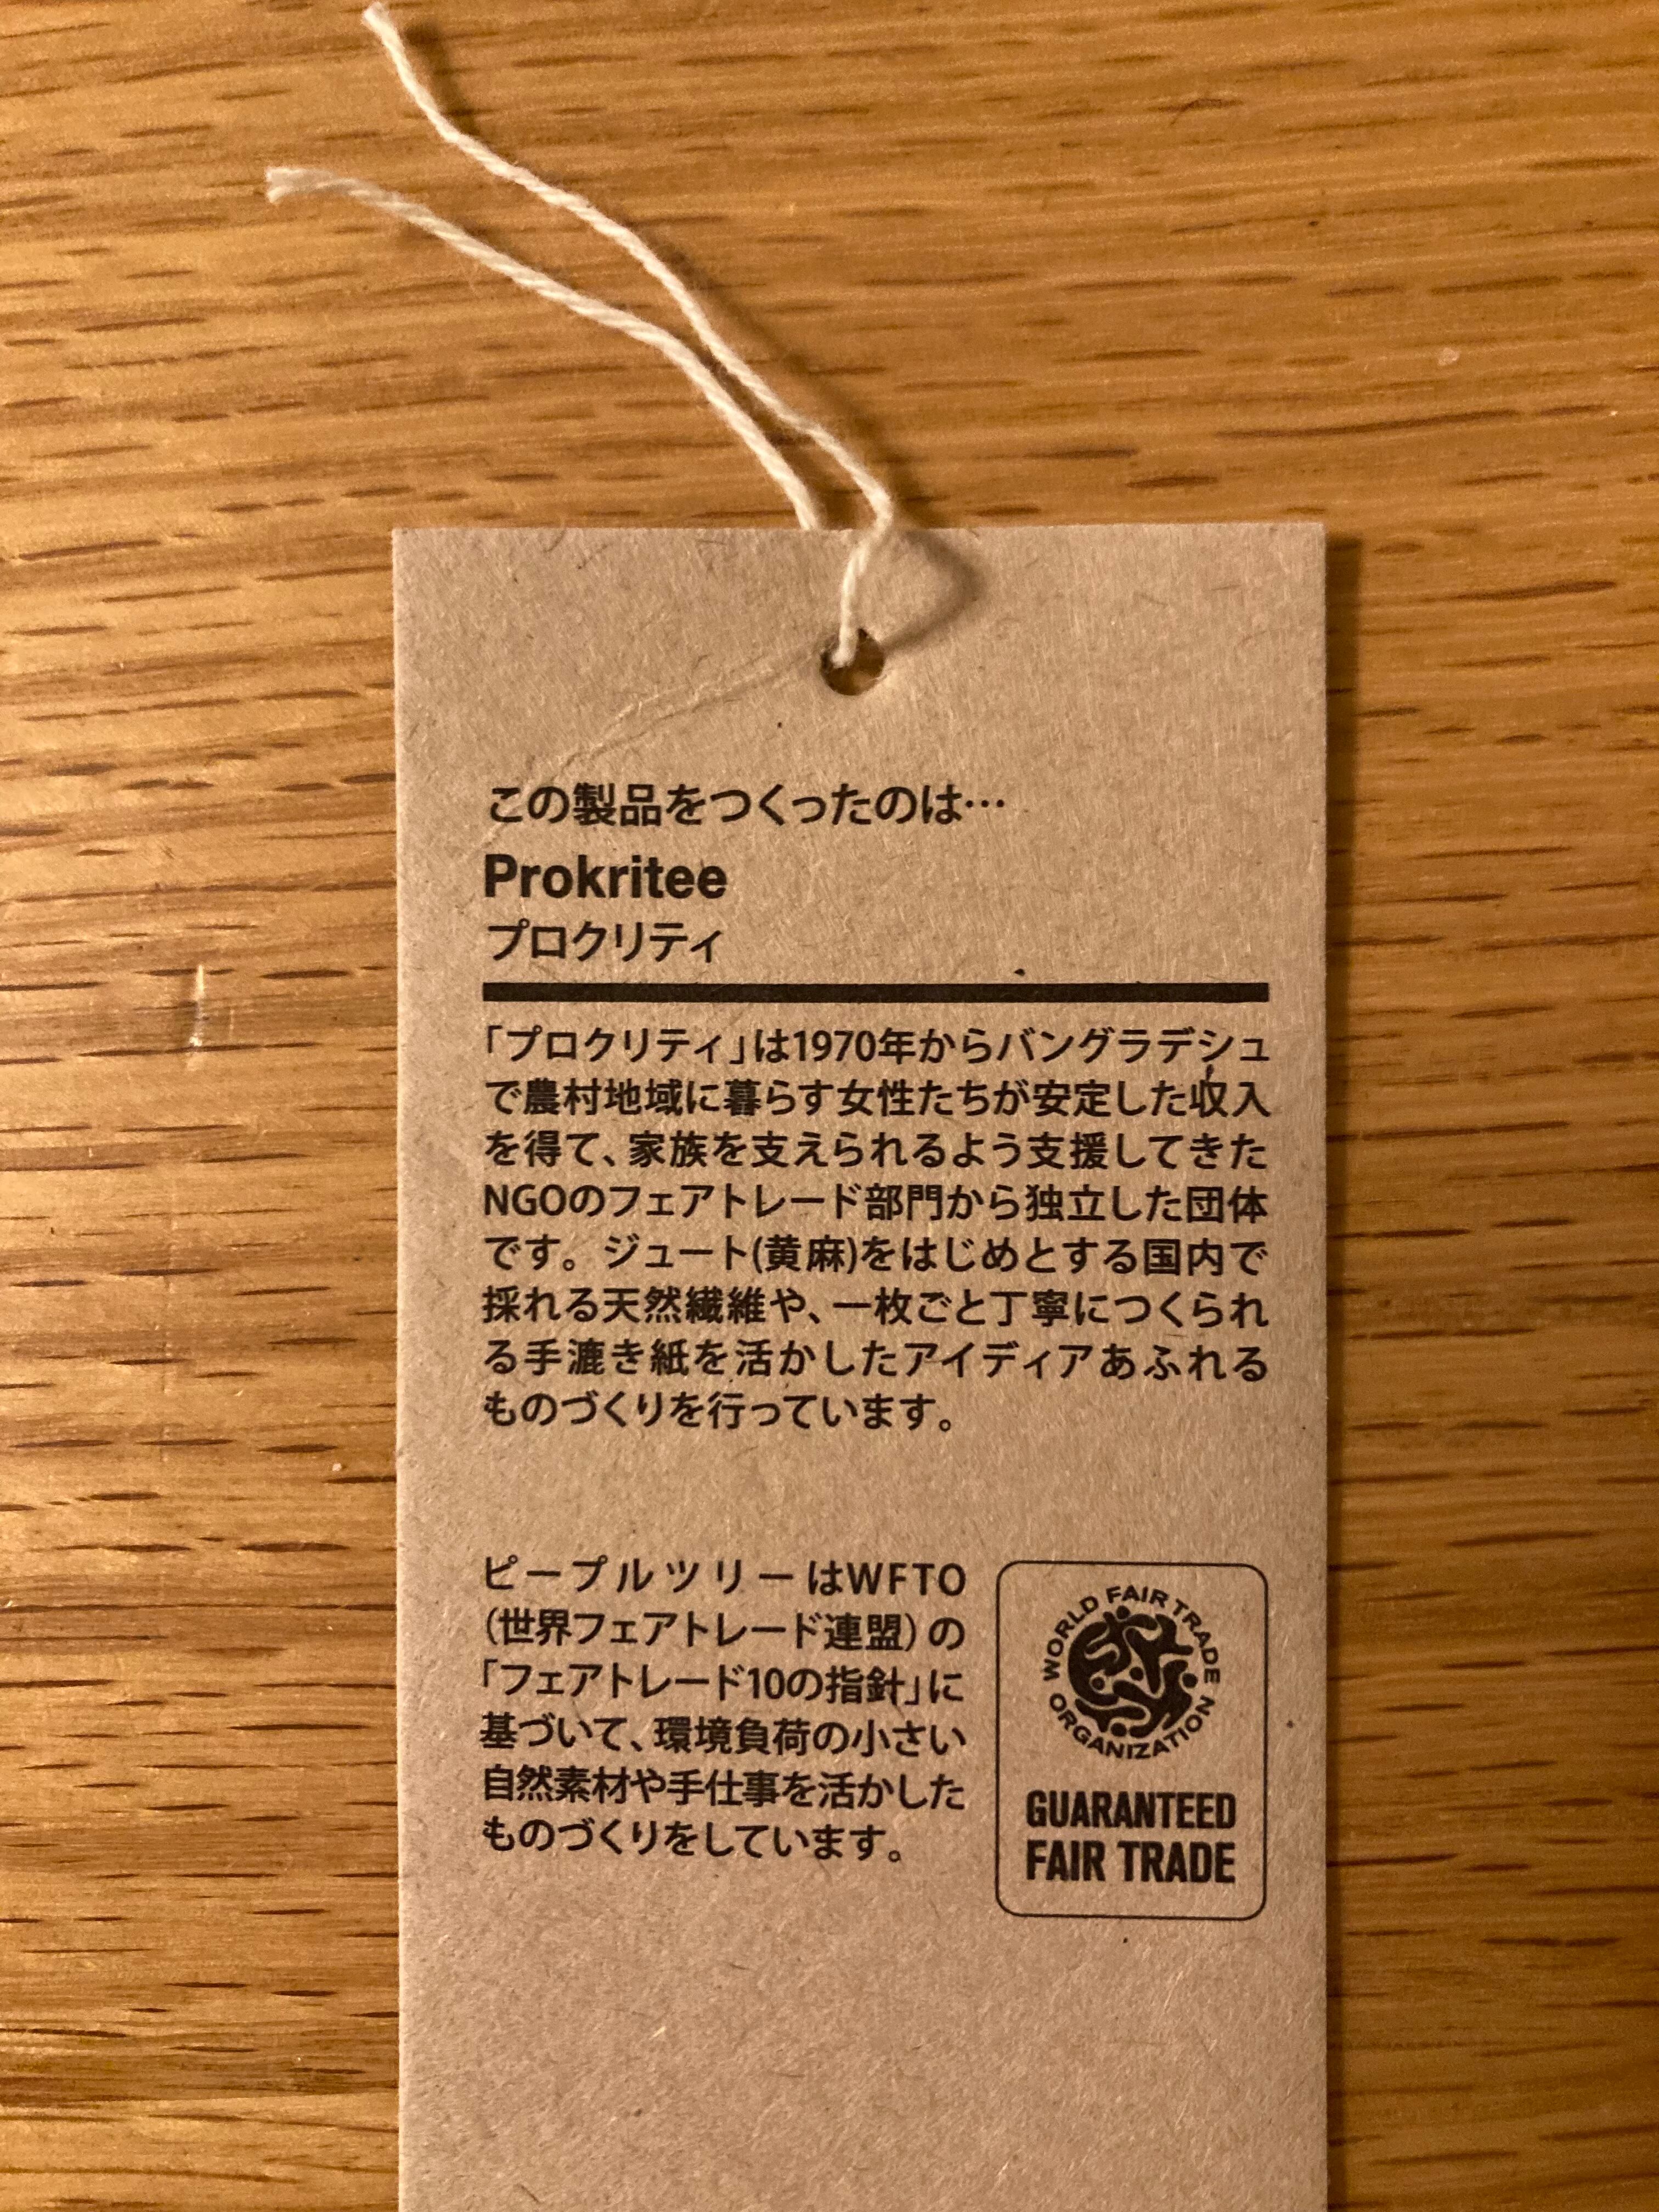 この製品をつくったのは…
Prokritee
プロクリティ
「プロクリティ」は1970年からバングラデシュ
で農村地域に暮らす女性たちが安定した収入
を得て、家族を支えられるよう支援してきた
NGOのフェアトレード部門から独立した団体
です。ジュート(黄麻)をはじめとする国内で
採れる天然繊維や、一枚ごと丁寧につくられ
る手漉き紙を活かしたアイディアあふれる
ものづくりを行っています。
ピープルツリーはWFTO
（世界フェアトレード連盟）の
「フェアトレード10の指針」に
基づいて、環境負荷の小さい
自然素材や手仕事を活かした
ものづくりをしています。
WORLD FAIR TRADE
ORGANIZATION
GUARANTEED
FAIR TRADE